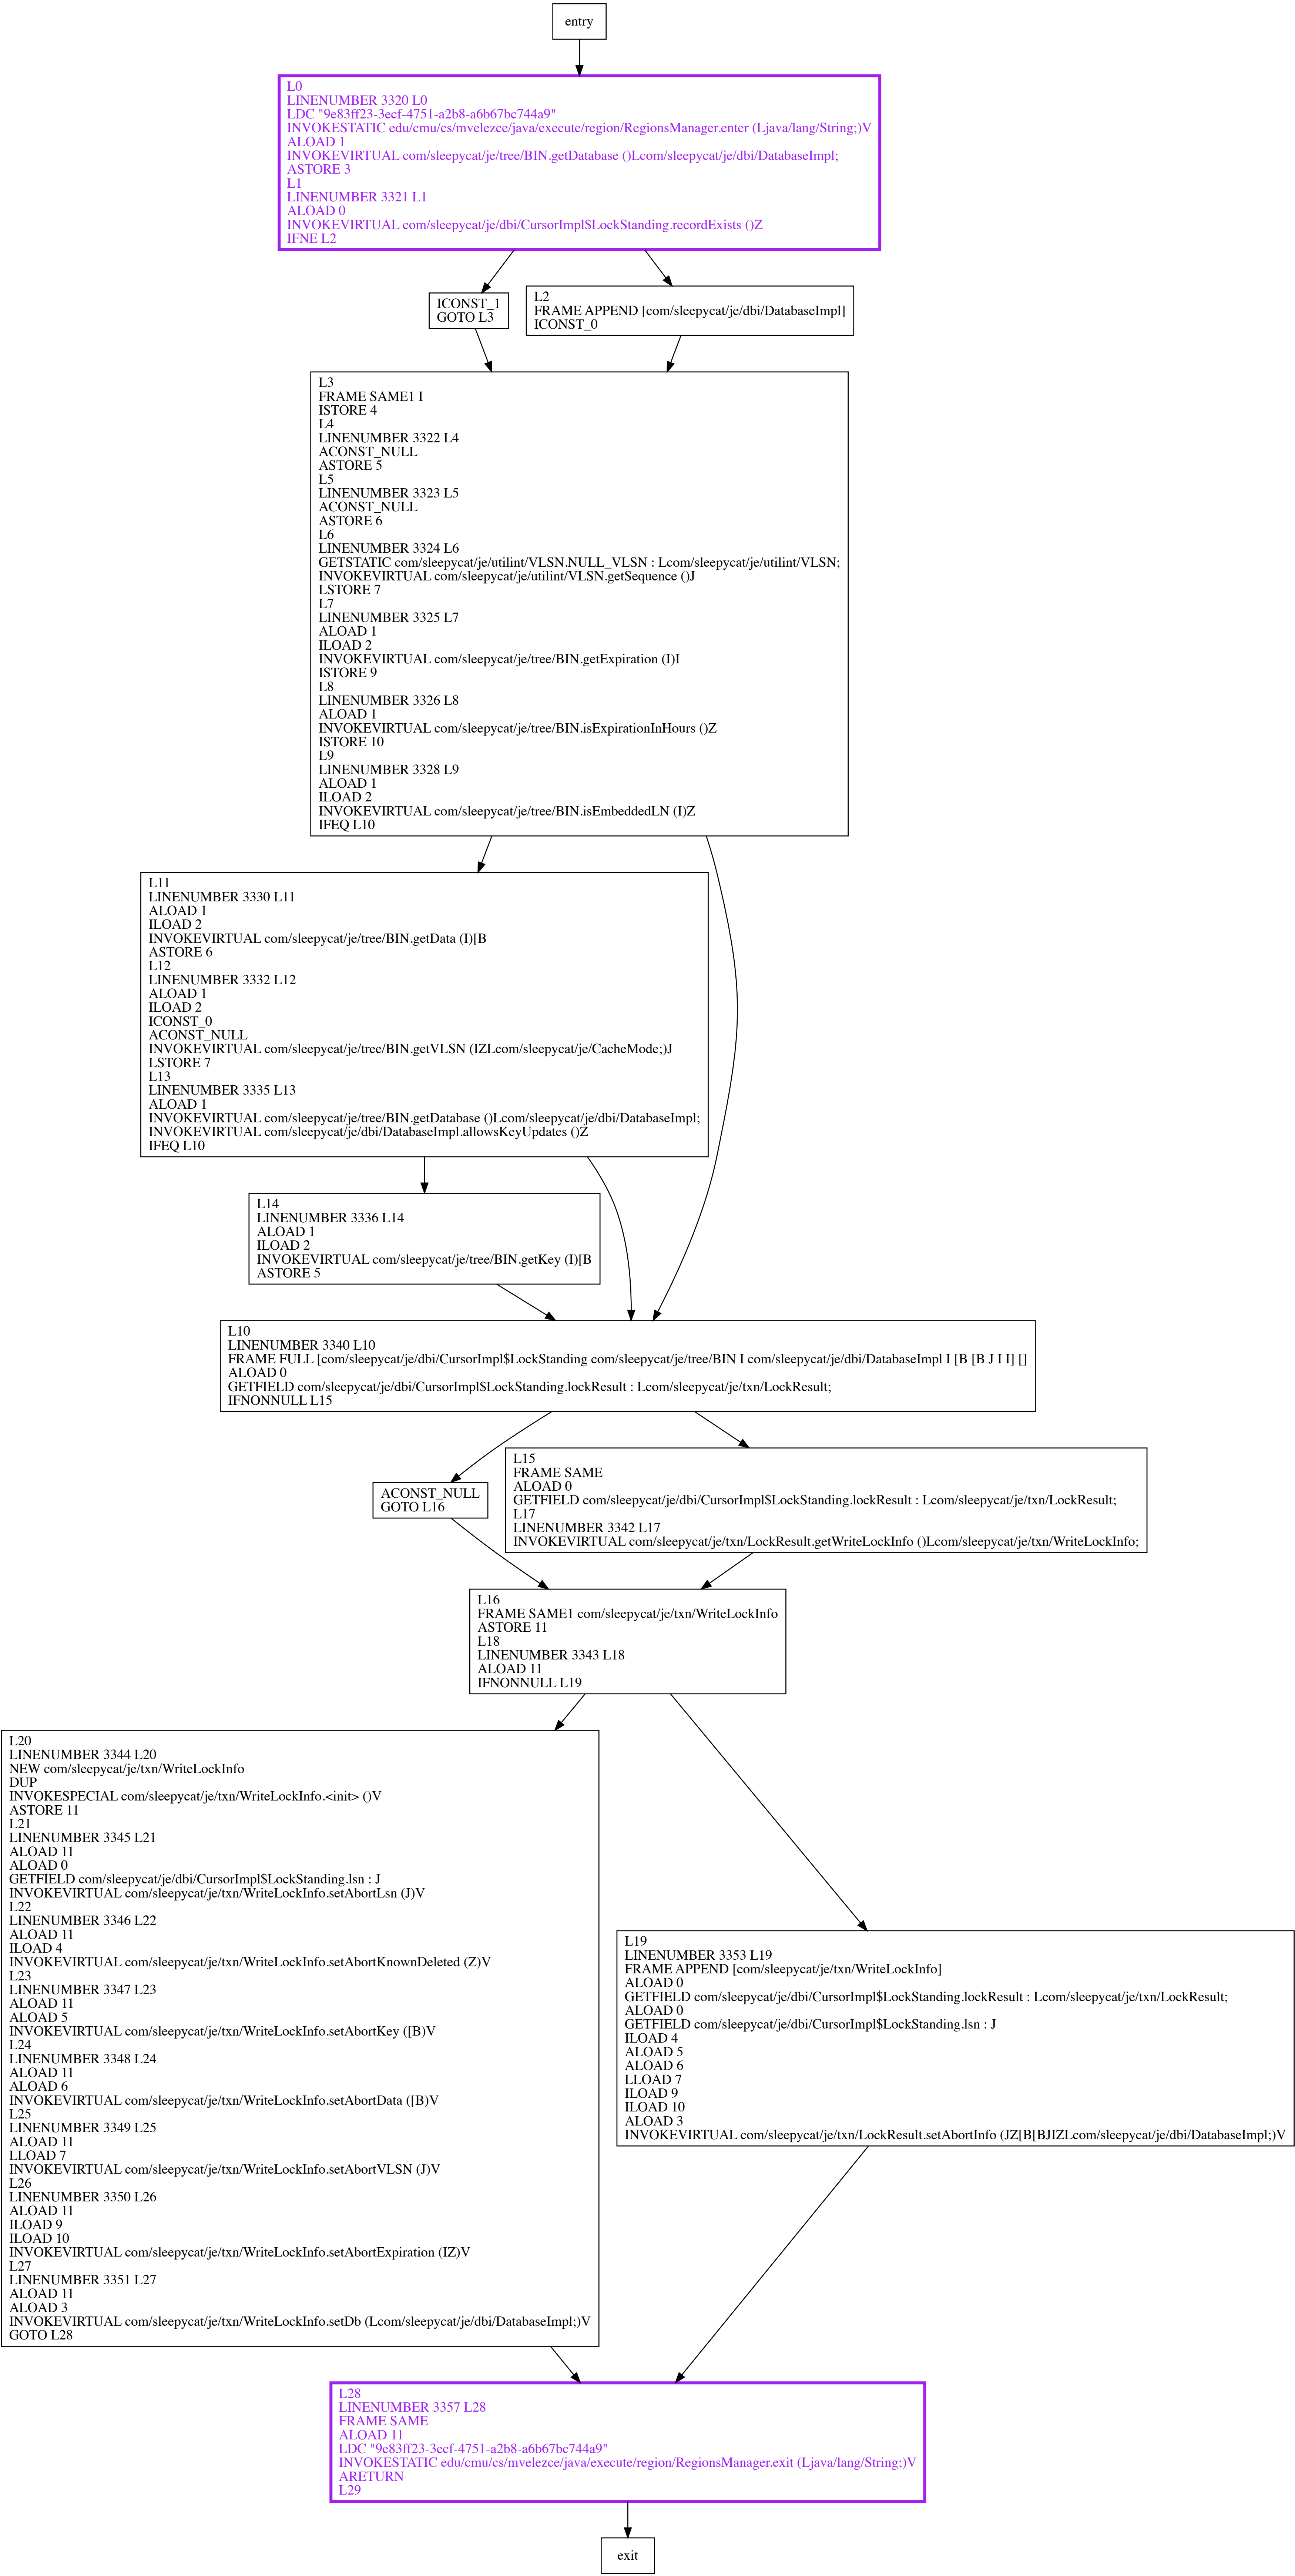 entry
L0
LINENUMBER 3320 L0
LDC "9e83ff23-3ecf-4751-a2b8-a6b67bc744a9"
INVOKESTATIC edu/cmu/cs/mvelezce/java/execute/region/RegionsManager.enter (Ljava/lang/String;)V
ALOAD 1
INVOKEVIRTUAL com/sleepycat/je/tree/BIN.getDatabase ()Lcom/sleepycat/je/dbi/DatabaseImpl;
ASTORE 3
L1
LINENUMBER 3321 L1
ALOAD 0
INVOKEVIRTUAL com/sleepycat/je/dbi/CursorImpl$LockStanding.recordExists ()Z
IFNE L2
ICONST_1
GOTO L3
L2
FRAME APPEND [com/sleepycat/je/dbi/DatabaseImpl]
ICONST_0
L3
FRAME SAME1 I
ISTORE 4
L4
LINENUMBER 3322 L4
ACONST_NULL
ASTORE 5
L5
LINENUMBER 3323 L5
ACONST_NULL
ASTORE 6
L6
LINENUMBER 3324 L6
GETSTATIC com/sleepycat/je/utilint/VLSN.NULL_VLSN : Lcom/sleepycat/je/utilint/VLSN;
INVOKEVIRTUAL com/sleepycat/je/utilint/VLSN.getSequence ()J
LSTORE 7
L7
LINENUMBER 3325 L7
ALOAD 1
ILOAD 2
INVOKEVIRTUAL com/sleepycat/je/tree/BIN.getExpiration (I)I
ISTORE 9
L8
LINENUMBER 3326 L8
ALOAD 1
INVOKEVIRTUAL com/sleepycat/je/tree/BIN.isExpirationInHours ()Z
ISTORE 10
L9
LINENUMBER 3328 L9
ALOAD 1
ILOAD 2
INVOKEVIRTUAL com/sleepycat/je/tree/BIN.isEmbeddedLN (I)Z
IFEQ L10
L11
LINENUMBER 3330 L11
ALOAD 1
ILOAD 2
INVOKEVIRTUAL com/sleepycat/je/tree/BIN.getData (I)[B
ASTORE 6
L12
LINENUMBER 3332 L12
ALOAD 1
ILOAD 2
ICONST_0
ACONST_NULL
INVOKEVIRTUAL com/sleepycat/je/tree/BIN.getVLSN (IZLcom/sleepycat/je/CacheMode;)J
LSTORE 7
L13
LINENUMBER 3335 L13
ALOAD 1
INVOKEVIRTUAL com/sleepycat/je/tree/BIN.getDatabase ()Lcom/sleepycat/je/dbi/DatabaseImpl;
INVOKEVIRTUAL com/sleepycat/je/dbi/DatabaseImpl.allowsKeyUpdates ()Z
IFEQ L10
L14
LINENUMBER 3336 L14
ALOAD 1
ILOAD 2
INVOKEVIRTUAL com/sleepycat/je/tree/BIN.getKey (I)[B
ASTORE 5
L10
LINENUMBER 3340 L10
FRAME FULL [com/sleepycat/je/dbi/CursorImpl$LockStanding com/sleepycat/je/tree/BIN I com/sleepycat/je/dbi/DatabaseImpl I [B [B J I I] []
ALOAD 0
GETFIELD com/sleepycat/je/dbi/CursorImpl$LockStanding.lockResult : Lcom/sleepycat/je/txn/LockResult;
IFNONNULL L15
ACONST_NULL
GOTO L16
L15
FRAME SAME
ALOAD 0
GETFIELD com/sleepycat/je/dbi/CursorImpl$LockStanding.lockResult : Lcom/sleepycat/je/txn/LockResult;
L17
LINENUMBER 3342 L17
INVOKEVIRTUAL com/sleepycat/je/txn/LockResult.getWriteLockInfo ()Lcom/sleepycat/je/txn/WriteLockInfo;
L16
FRAME SAME1 com/sleepycat/je/txn/WriteLockInfo
ASTORE 11
L18
LINENUMBER 3343 L18
ALOAD 11
IFNONNULL L19
L20
LINENUMBER 3344 L20
NEW com/sleepycat/je/txn/WriteLockInfo
DUP
INVOKESPECIAL com/sleepycat/je/txn/WriteLockInfo.<init> ()V
ASTORE 11
L21
LINENUMBER 3345 L21
ALOAD 11
ALOAD 0
GETFIELD com/sleepycat/je/dbi/CursorImpl$LockStanding.lsn : J
INVOKEVIRTUAL com/sleepycat/je/txn/WriteLockInfo.setAbortLsn (J)V
L22
LINENUMBER 3346 L22
ALOAD 11
ILOAD 4
INVOKEVIRTUAL com/sleepycat/je/txn/WriteLockInfo.setAbortKnownDeleted (Z)V
L23
LINENUMBER 3347 L23
ALOAD 11
ALOAD 5
INVOKEVIRTUAL com/sleepycat/je/txn/WriteLockInfo.setAbortKey ([B)V
L24
LINENUMBER 3348 L24
ALOAD 11
ALOAD 6
INVOKEVIRTUAL com/sleepycat/je/txn/WriteLockInfo.setAbortData ([B)V
L25
LINENUMBER 3349 L25
ALOAD 11
LLOAD 7
INVOKEVIRTUAL com/sleepycat/je/txn/WriteLockInfo.setAbortVLSN (J)V
L26
LINENUMBER 3350 L26
ALOAD 11
ILOAD 9
ILOAD 10
INVOKEVIRTUAL com/sleepycat/je/txn/WriteLockInfo.setAbortExpiration (IZ)V
L27
LINENUMBER 3351 L27
ALOAD 11
ALOAD 3
INVOKEVIRTUAL com/sleepycat/je/txn/WriteLockInfo.setDb (Lcom/sleepycat/je/dbi/DatabaseImpl;)V
GOTO L28
L19
LINENUMBER 3353 L19
FRAME APPEND [com/sleepycat/je/txn/WriteLockInfo]
ALOAD 0
GETFIELD com/sleepycat/je/dbi/CursorImpl$LockStanding.lockResult : Lcom/sleepycat/je/txn/LockResult;
ALOAD 0
GETFIELD com/sleepycat/je/dbi/CursorImpl$LockStanding.lsn : J
ILOAD 4
ALOAD 5
ALOAD 6
LLOAD 7
ILOAD 9
ILOAD 10
ALOAD 3
INVOKEVIRTUAL com/sleepycat/je/txn/LockResult.setAbortInfo (JZ[B[BJIZLcom/sleepycat/je/dbi/DatabaseImpl;)V
L28
LINENUMBER 3357 L28
FRAME SAME
ALOAD 11
LDC "9e83ff23-3ecf-4751-a2b8-a6b67bc744a9"
INVOKESTATIC edu/cmu/cs/mvelezce/java/execute/region/RegionsManager.exit (Ljava/lang/String;)V
ARETURN
L29
exit